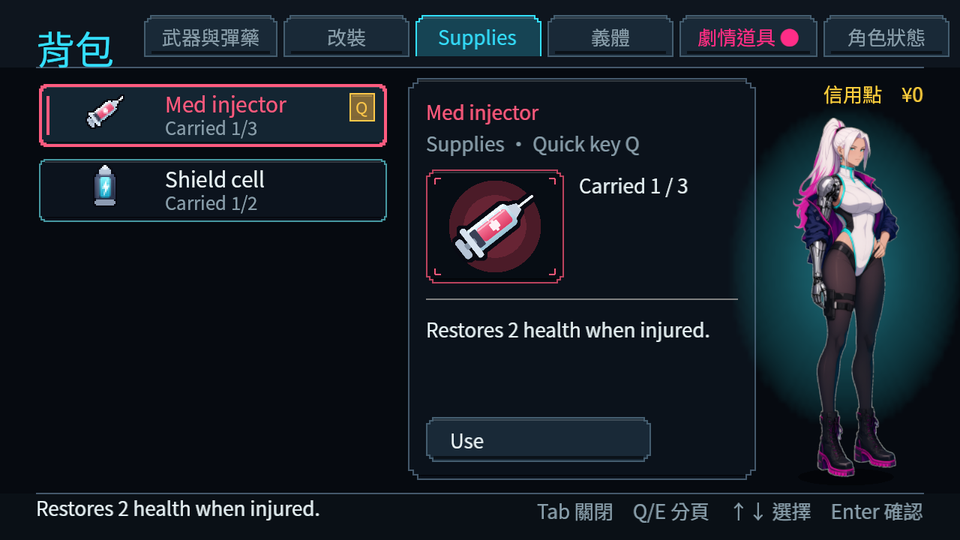 背包
武器與彈藥
改裝
Supplies
義體
劇情道具
角色狀態
信用點 ¥0
Med injector
Q
Carried 1/3
Shield cell
Carried 1/2
Med injector
Supplies • Quick key Q
Carried 1 / 3
Restores 2 health when injured.
Use
Restores 2 health when injured.
Tab 關閉 Q/E 分頁 ↑↓ 選擇 Enter 確認